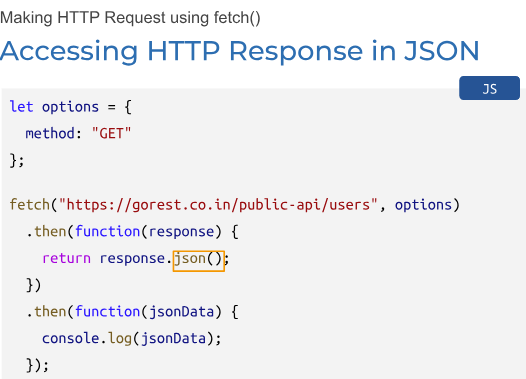 Making HTTP Request using fetch()
Accessing HTTP Response in JSON
JS
let options = {
  method: "GET"
};

fetch("https://gorest.co.in/public-api/users", options)
  .then(function(response) {
    return response.json();
  })
  .then(function(jsonData) {
    console.log(jsonData);
  });